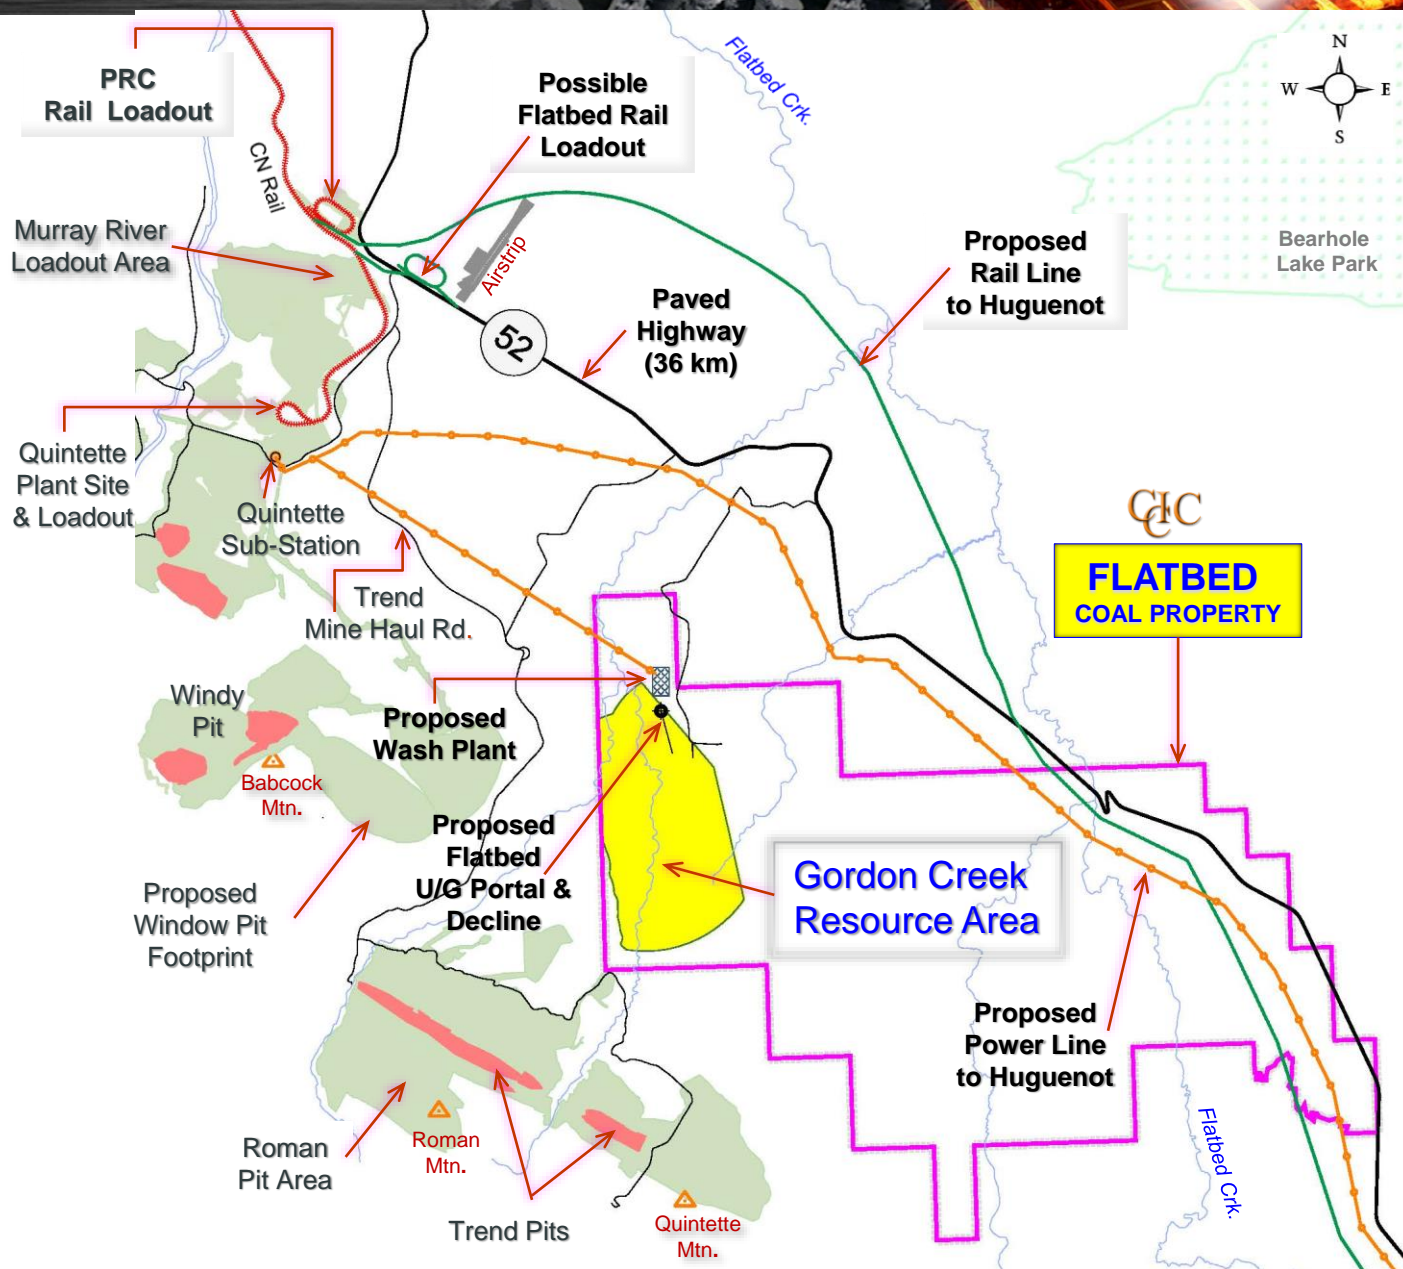 N
W
E
S
PRC
Rail Loadout
CN Rail
Possible
Flatbed Rail
Loadout
Flatbed Crk.
Murray River
Loadout Area
Airstrip
Proposed
Rail Line
to Huguenot
Bearhole
Lake Park
Paved
Highway
(36 km)
52
Quintette
Plant Site
& Loadout
Quintette
Sub-Station
Trend
Mine Haul Rd.
CCIC
FLATBED
COAL PROPERTY
Windy
Pit
Proposed
Wash Plant
Babcock
Mtn.
Proposed
Flatbed
U/G Portal &
Decline
Gordon Creek
Resource Area
Proposed
Window Pit
Footprint
Proposed
Power Line
to Huguenot
Roman
Pit Area
Roman
Mtn.
Trend Pits
Quintette
Mtn.
Flatbed Crk.